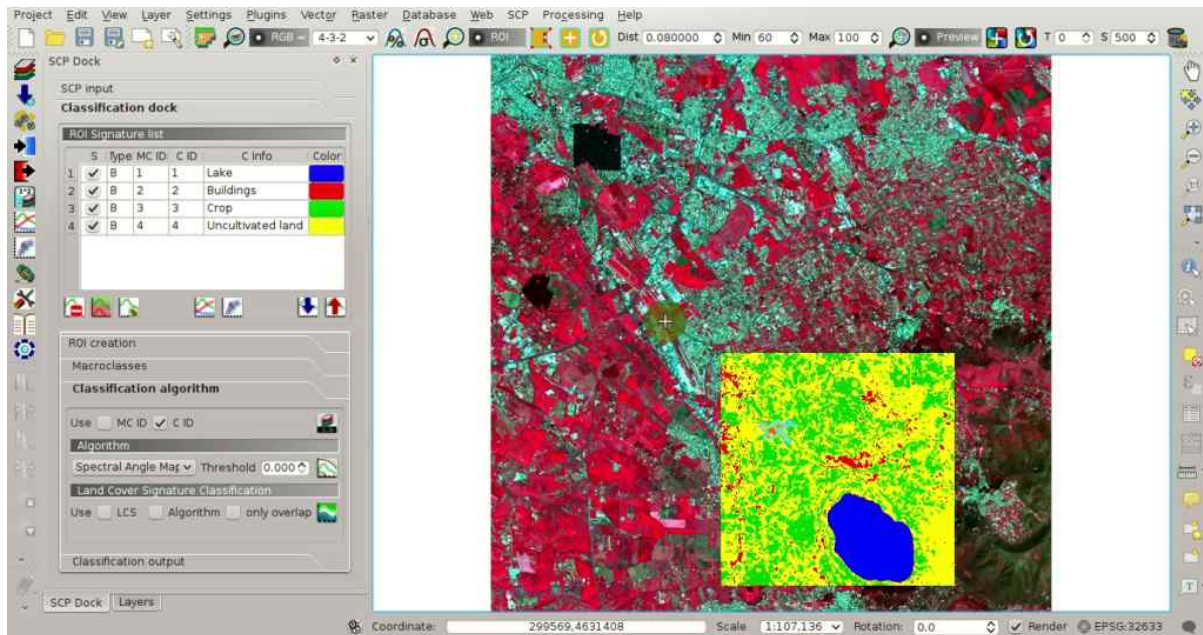 Project Edit View Layer Settings Plugins Vector Raster Database Web SCP Processing Help
RGB = 4-3-2 ROI Dist 0.080000 Min 60 Max 100 Preview T 0 S 500
SCP Dock
SCP input
Classification dock
ROI Signature list
S Type MC ID C ID C Info Color
1 B 1 1 Lake
2 B 2 2 Buildings
3 B 3 3 Crop
4 B 4 4 Uncultivated land
ROI creation
Macroclasses
Classification algorithm
Use MC ID C ID
Algorithm
Spectral Angle Map Threshold 0.000
Land Cover Signature Classification
Use LCS Algorithm only overlap
Classification output
SCP Dock Layers
Coordinate: 299569,4631408 Scale 1:107,136 Rotation: 0.0 Render EPSG:32633